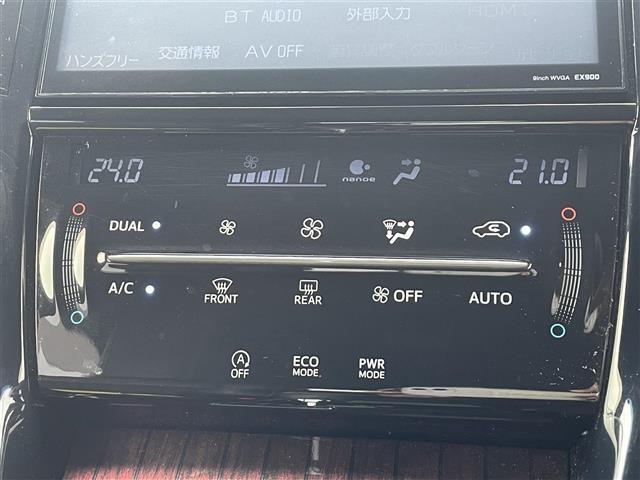 BT AUDIO 外部入力 HDMI
ハンズフリー 交通情報 AV OFF
9inch WVGA EX900
24.0 nanoe 21.0
DUAL
A/C FRONT REAR OFF AUTO
A OFF ECO MODE. PWR MODE